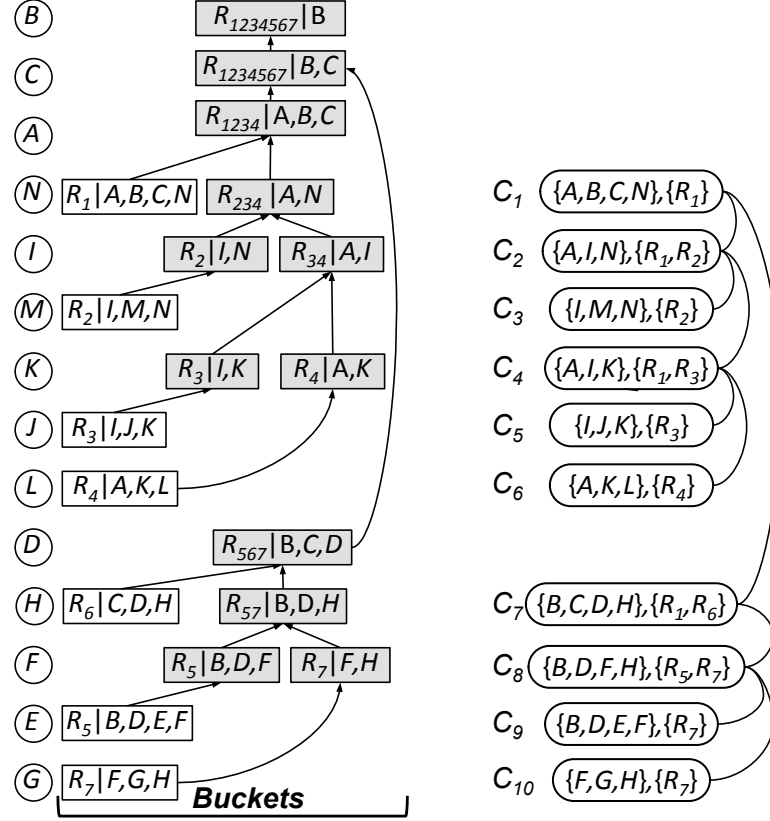 B R1234567|B
C R1234567|B,C
A R1234|A,B,C
N R1|A,B,C,N R234|A,N C1 {A,B,C,N},{R1}
I R2|I,N R34|A,I C2 {A,I,N},{R1,R2}
M R2|I,M,N C3 {I,M,N},{R2}
K R3|I,K R4|A,K C4 {A,I,K},{R1,R3}
J R3|I,J,K C5 {I,J,K},{R3}
L R4|A,K,L C6 {A,K,L},{R4}
D R567|B,C,D
H R6|C,D,H R57|B,D,H C7 {B,C,D,H},{R1,R6}
F R5|B,D,F R7|F,H C8 {B,D,F,H},{R5,R7}
E R5|B,D,E,F C9 {B,D,E,F},{R7}
G R7|F,G,H C10 {F,G,H},{R7}
Buckets